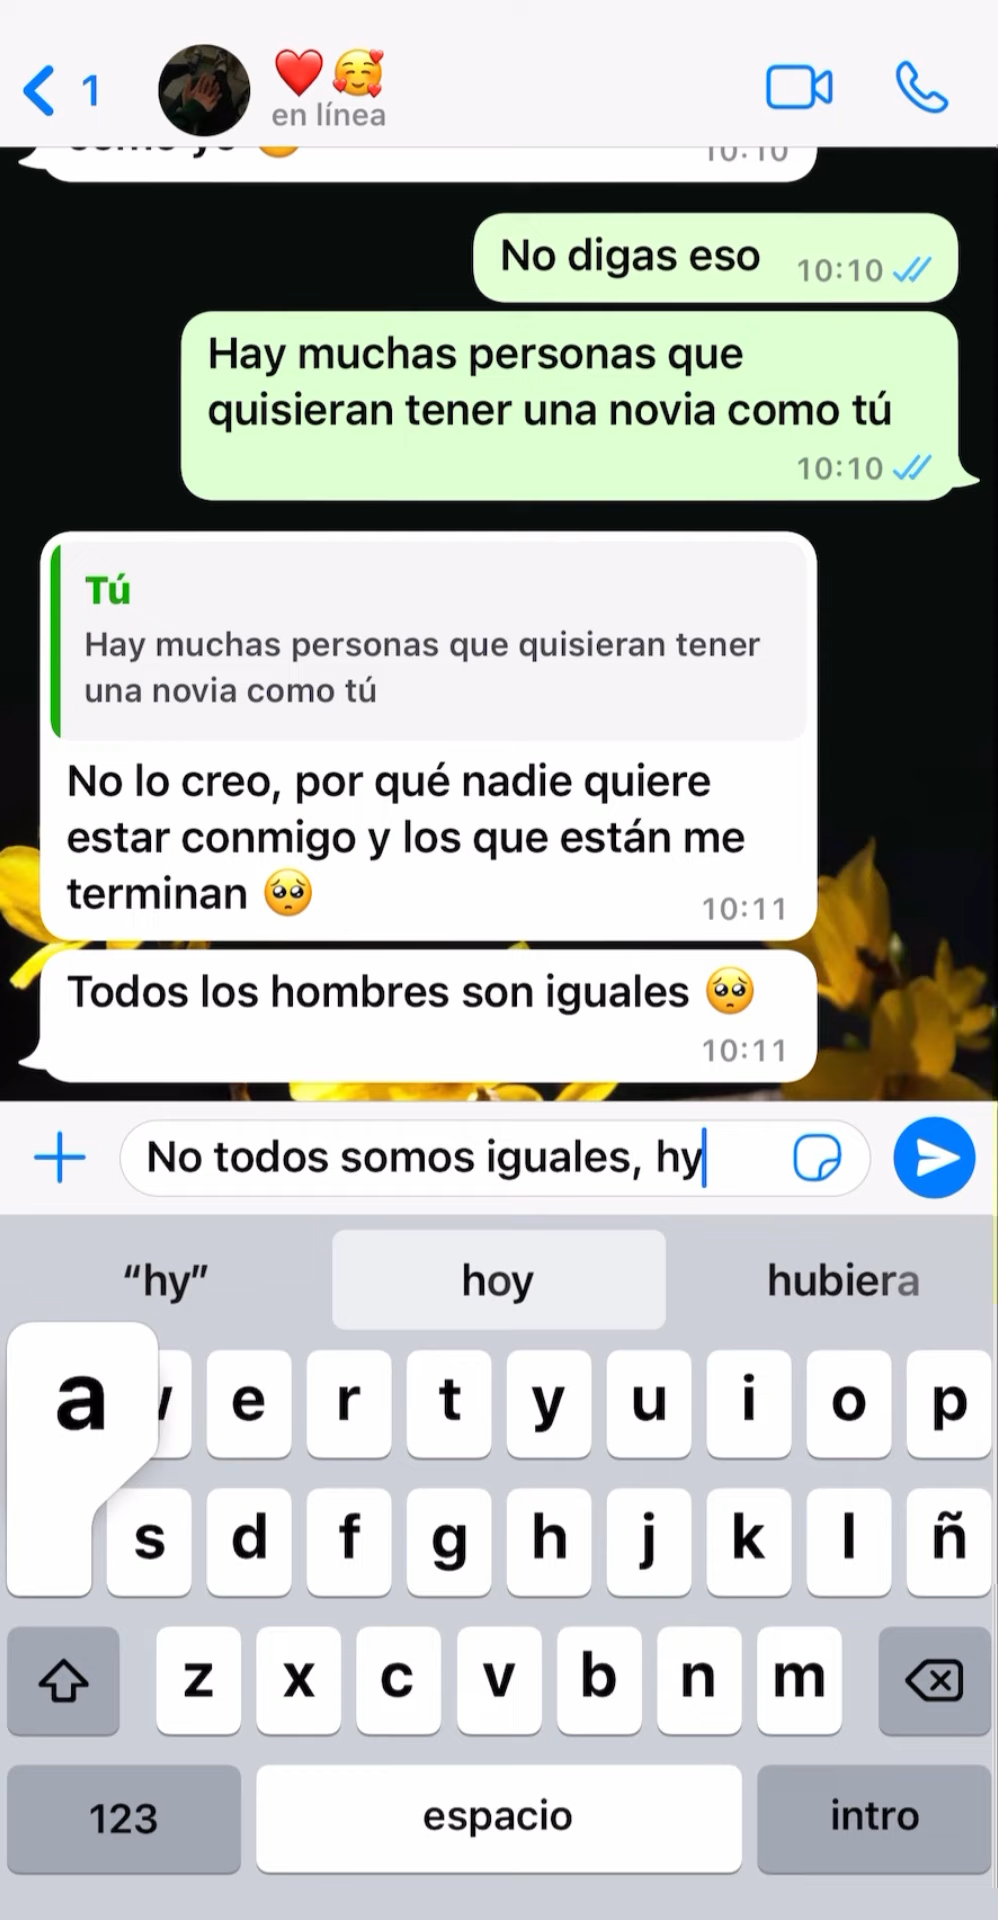 1
❤️🥰
en línea
10:10
No digas eso
10:10
Hay muchas personas que
quisieran tener una novia como tú
10:10
Tú
Hay muchas personas que quisieran tener
una novia como tú
No lo creo, por qué nadie quiere
estar conmigo y los que están me
terminan 🥺
10:11
Todos los hombres son iguales 🥺
10:11
No todos somos iguales, hy
“hy” hoy hubiera
a e r t y u i o p
s d f g h j k l ñ
z x c v b n m
123 espacio intro